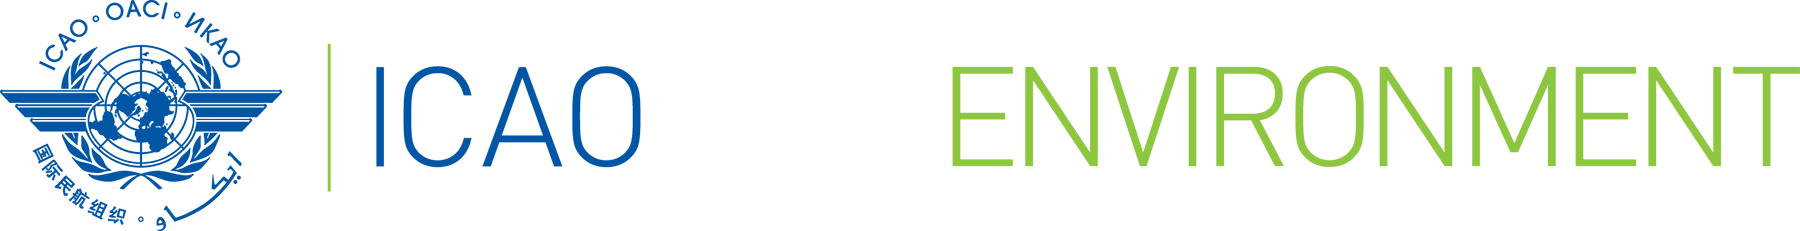 ICAO ◦ OACI ◦ ИКАО
国际民航组织 ◦ ايكاو
ICAO ENVIRONMENT